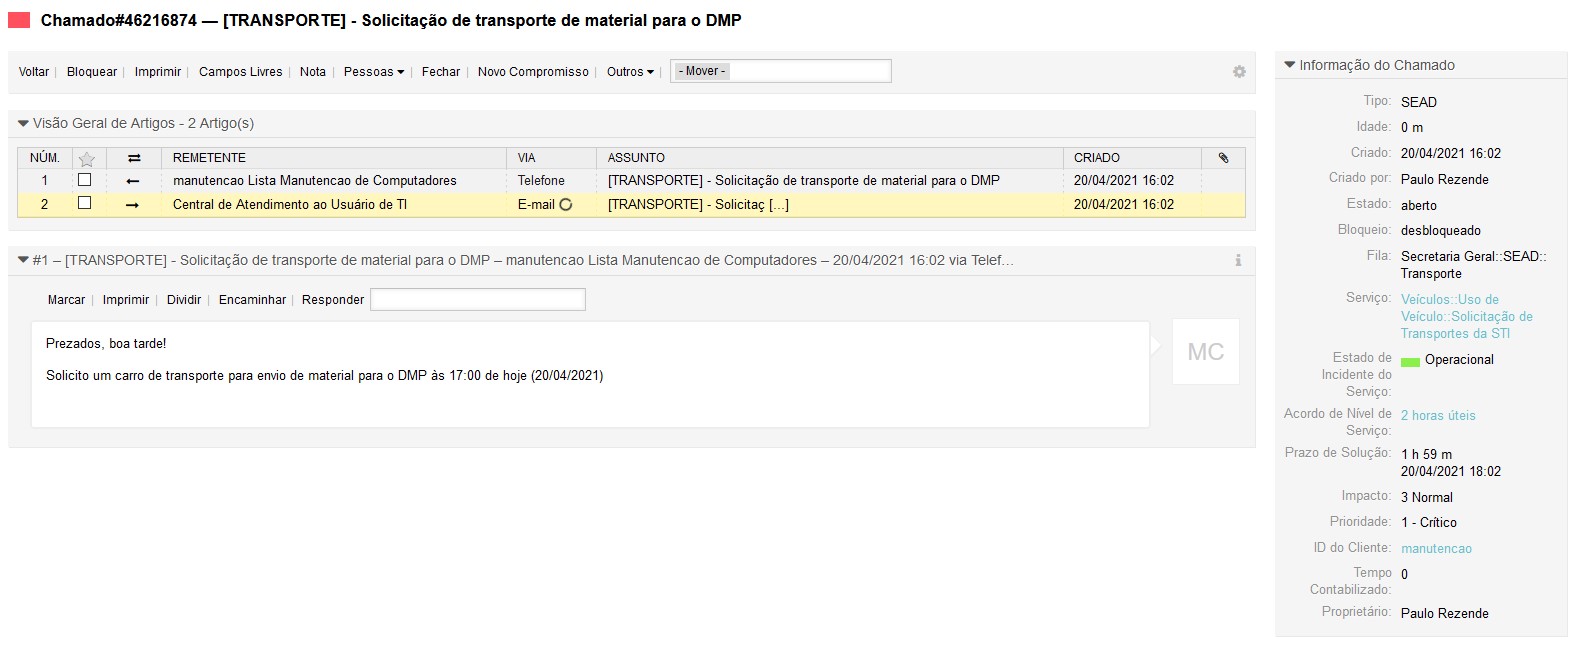 Chamado#46216874 — [TRANSPORTE] - Solicitação de transporte de material para o DMP
Voltar | Bloquear | Imprimir | Campos Livres | Nota | Pessoas | Fechar | Novo Compromisso | Outros | - Mover -
Visão Geral de Artigos - 2 Artigo(s)
NÚM. REMETENTE VIA ASSUNTO CRIADO
1 manutencao Lista Manutencao de Computadores Telefone [TRANSPORTE] - Solicitação de transporte de material para o DMP 20/04/2021 16:02
2 Central de Atendimento ao Usuário de TI E-mail [TRANSPORTE] - Solicitaç [...] 20/04/2021 16:02
#1 – [TRANSPORTE] - Solicitação de transporte de material para o DMP – manutencao Lista Manutencao de Computadores – 20/04/2021 16:02 via Telef...
Marcar | Imprimir | Dividir | Encaminhar | Responder
Prezados, boa tarde!
Solicito um carro de transporte para envio de material para o DMP às 17:00 de hoje (20/04/2021)
MC
Informação do Chamado
Tipo: SEAD
Idade: 0 m
Criado: 20/04/2021 16:02
Criado por: Paulo Rezende
Estado: aberto
Bloqueio: desbloqueado
Fila: Secretaria Geral::SEAD::
Transporte
Serviço: Veículos::Uso de
Veículo::Solicitação de
Transportes da STI
Estado de
Incidente do
Serviço:
Operacional
Acordo de Nível de
Serviço:
2 horas úteis
Prazo de Solução: 1 h 59 m
20/04/2021 18:02
Impacto: 3 Normal
Prioridade: 1 - Crítico
ID do Cliente: manutencao
Tempo
Contabilizado:
0
Proprietário: Paulo Rezende